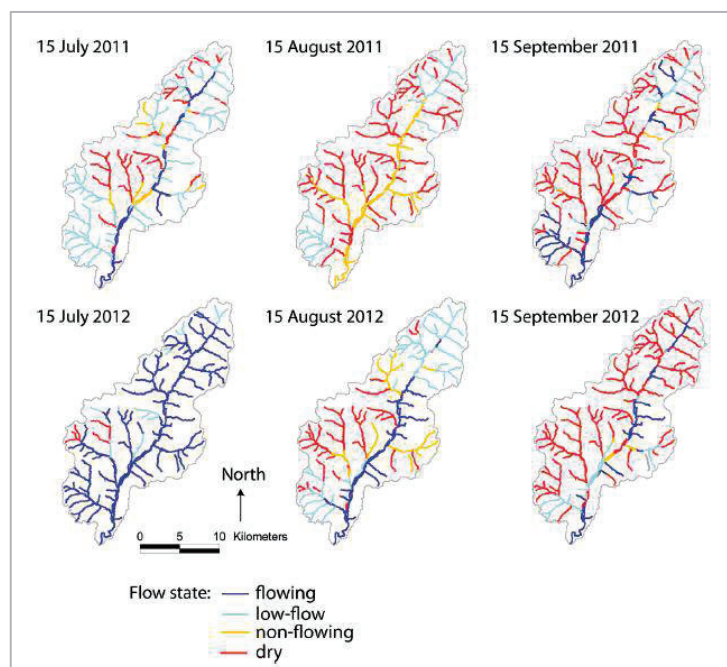 15 July 2011
15 August 2011
15 September 2011
15 July 2012
15 August 2012
15 September 2012
North
0 5 10 Kilometers
Flow state:
flowing
low-flow
non-flowing
dry